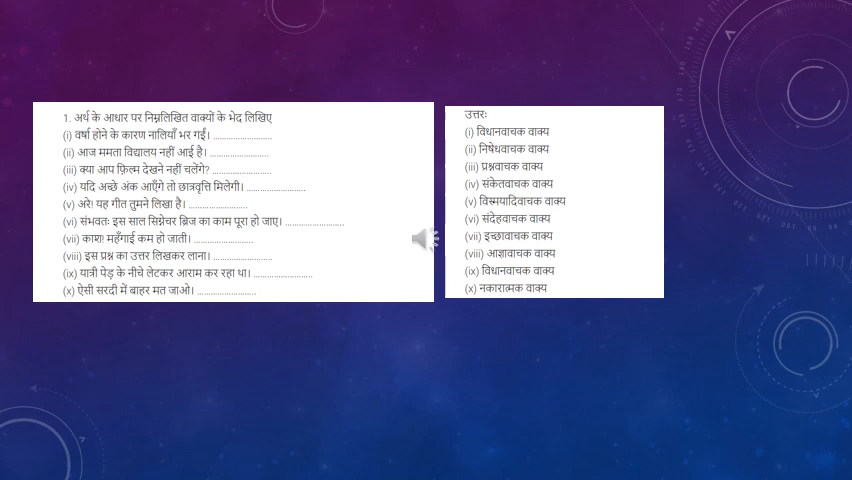 1. अर्थ के आधार पर निम्नलिखित वाक्यों के भेद लिखिए
(i) वर्षा होने के कारण नालियाँ भर गईं। ........................
(ii) आज ममता विद्यालय नहीं आई है। ........................
(iii) क्या आप फ़िल्म देखने नहीं चलेंगे? ........................
(iv) यदि अच्छे अंक आएँगे तो छात्रवृत्ति मिलेगी। ........................
(v) अरे! यह गीत तुमने लिखा है। ........................
(vi) संभवतः इस साल सिग्नेचर ब्रिज का काम पूरा हो जाए। ........................
(vii) काश! महँगाई कम हो जाती। ........................
(viii) इस प्रश्न का उत्तर लिखकर लाना। ........................
(ix) यात्री पेड़ के नीचे लेटकर आराम कर रहा था। ........................
(x) ऐसी सरदी में बाहर मत जाओ। ........................
उत्तरः
(i) विधानवाचक वाक्य
(ii) निषेधवाचक वाक्य
(iii) प्रश्नवाचक वाक्य
(iv) संकेतवाचक वाक्य
(v) विस्मयादिवाचक वाक्य
(vi) संदेहवाचक वाक्य
(vii) इच्छावाचक वाक्य
(viii) आज्ञावाचक वाक्य
(ix) विधानवाचक वाक्य
(x) नकारात्मक वाक्य